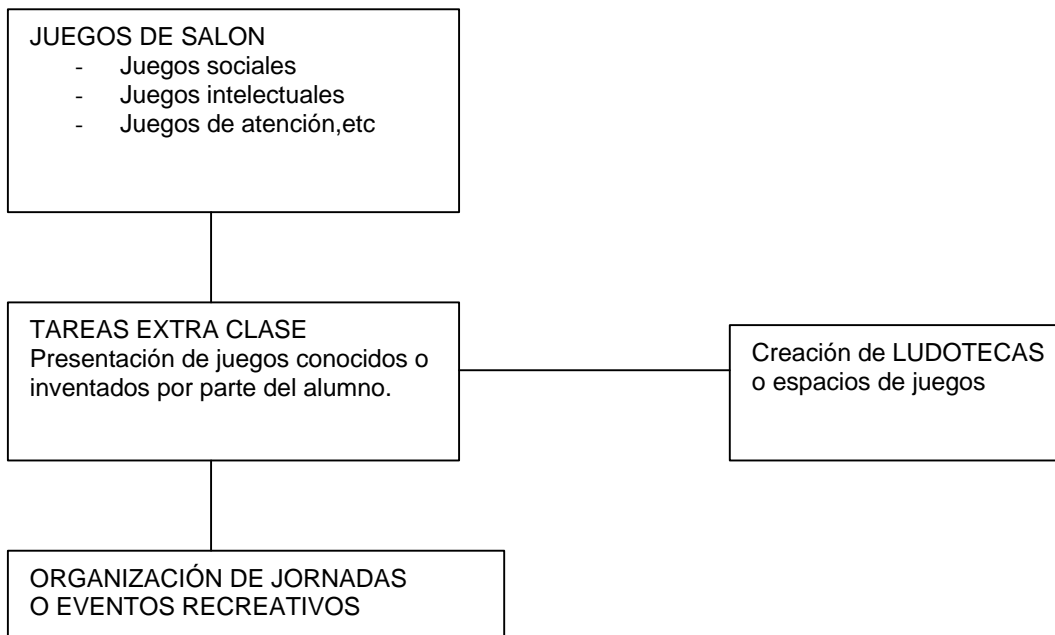 JUEGOS DE SALON
- Juegos sociales
- Juegos intelectuales
- Juegos de atención,etc
TAREAS EXTRA CLASE
Presentación de juegos conocidos o
inventados por parte del alumno.
Creación de LUDOTECAS
o espacios de juegos
ORGANIZACIÓN DE JORNADAS
O EVENTOS RECREATIVOS